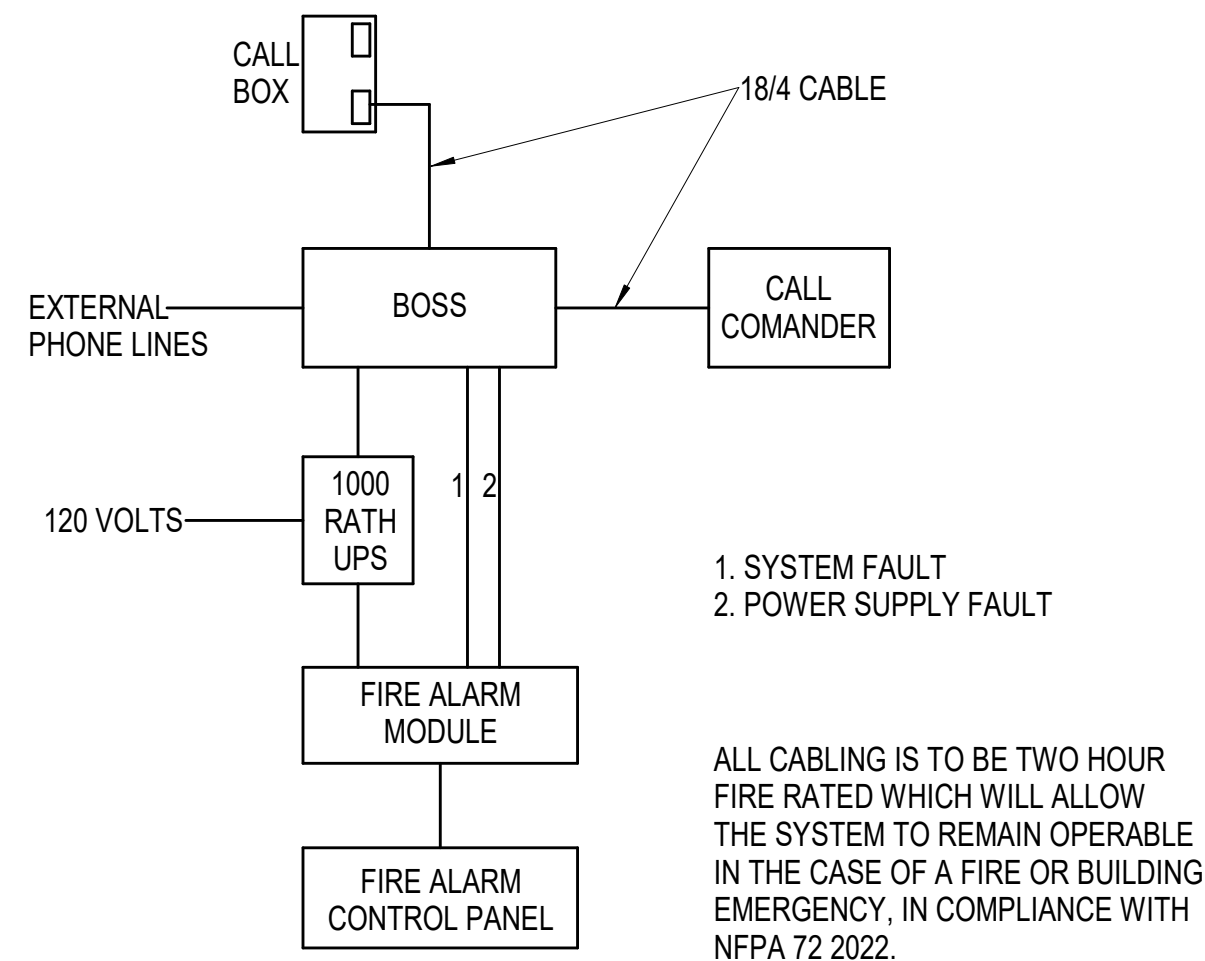 CALL
BOX
18/4 CABLE
EXTERNAL
PHONE LINES
BOSS
CALL
COMANDER
120 VOLTS
1000
RATH
UPS
1
2
1. SYSTEM FAULT
2. POWER SUPPLY FAULT
FIRE ALARM
MODULE
FIRE ALARM
CONTROL PANEL
ALL CABLING IS TO BE TWO HOUR
FIRE RATED WHICH WILL ALLOW
THE SYSTEM TO REMAIN OPERABLE
IN THE CASE OF A FIRE OR BUILDING
EMERGENCY, IN COMPLIANCE WITH
NFPA 72 2022.